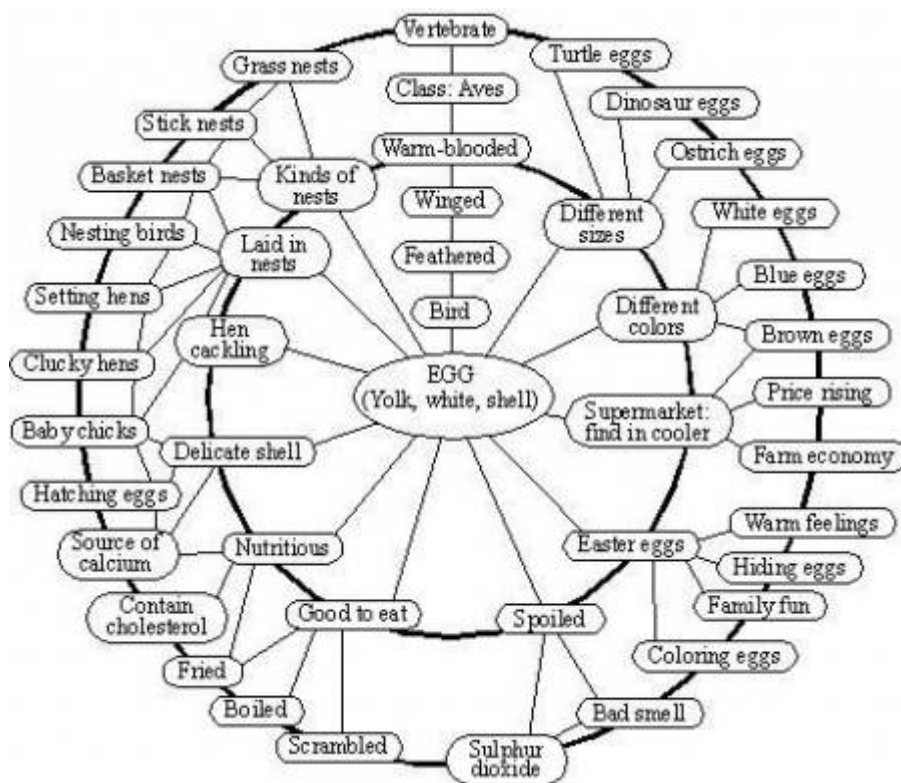 Vertebrate
Grass nests
Turtle eggs
Class: Aves
Dinosaur eggs
Stick nests
Warm-blooded
Ostrich eggs
Basket nests
Kinds of
nests
Winged
Different
sizes
White eggs
Nesting birds
Laid in
nests
Feathered
Blue eggs
Setting hens
Bird
Different
colors
Hen
cackling
Brown eggs
Clucky hens
EGG
(Yolk, white, shell)
Price rising
Supermarket:
find in cooler
Baby chicks
Delicate shell
Farm economy
Hatching eggs
Warm feelings
Source of
calcium
Nutritious
Easter eggs
Hiding eggs
Contain
cholesterol
Good to eat
Spoiled
Family fun
Fried
Coloring eggs
Boiled
Bad smell
Scrambled
Sulphur
dioxide